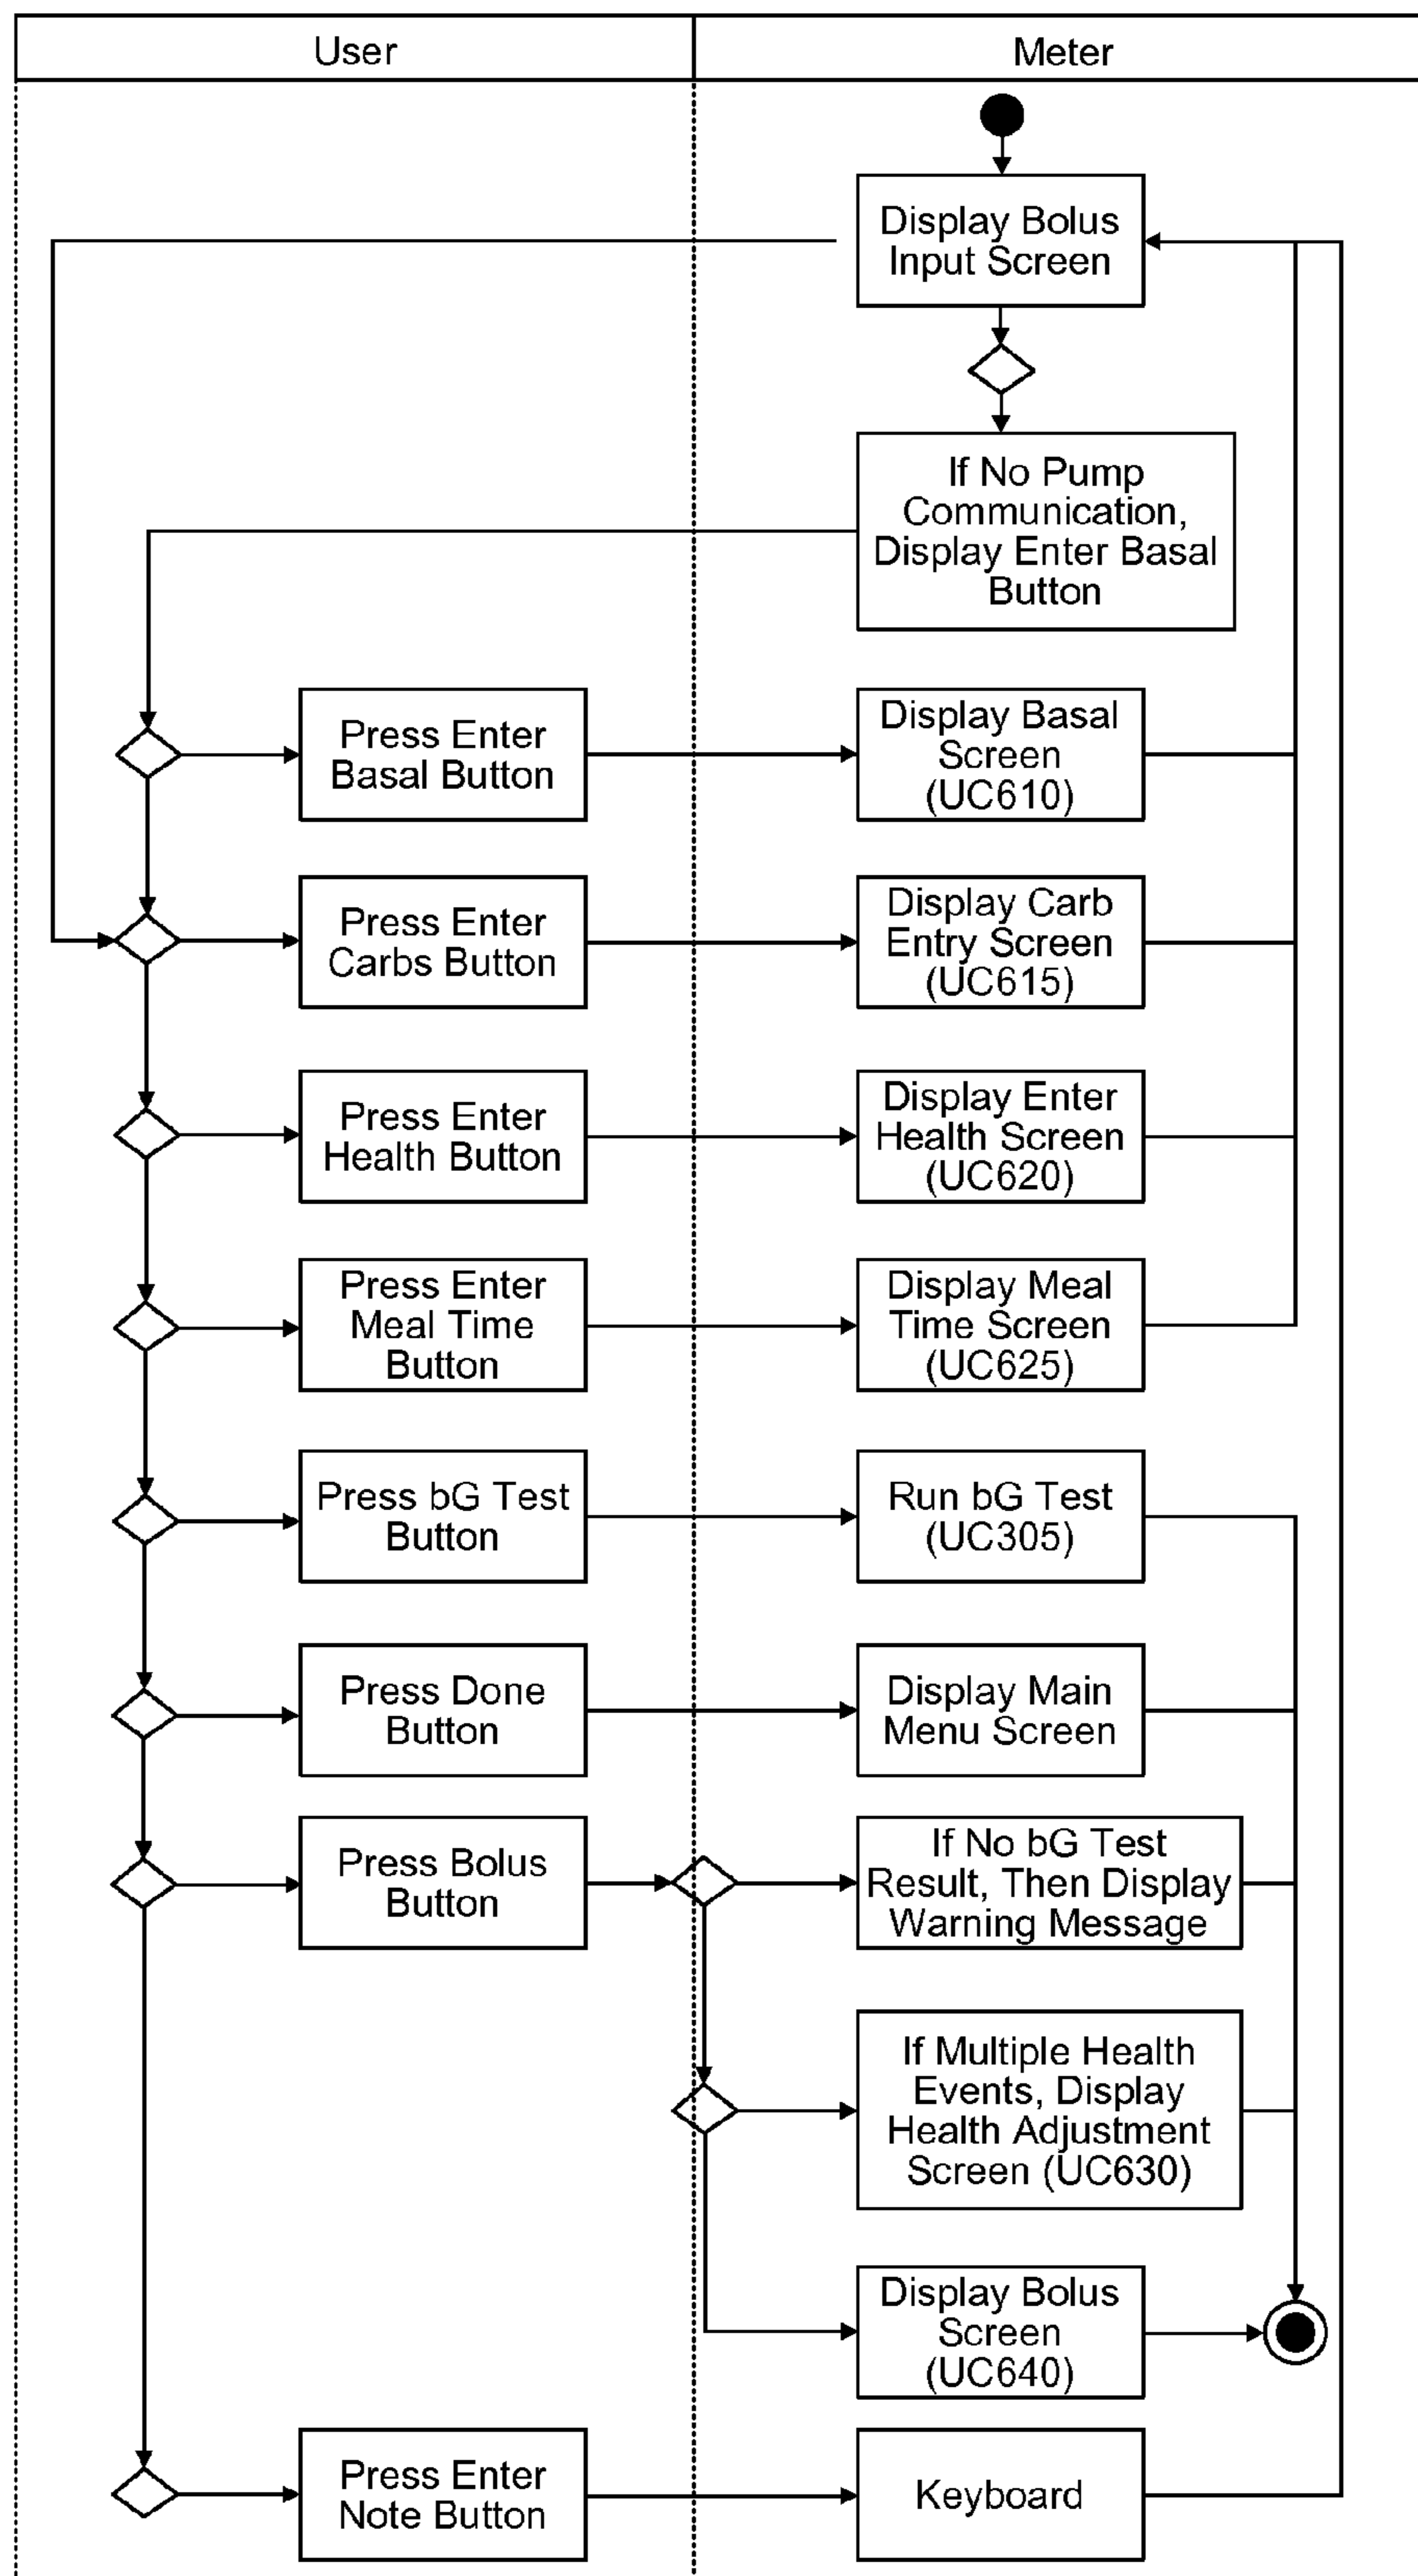 User
Meter
Display Bolus
Input Screen
If No Pump
Communication,
Display Enter Basal
Button
Press Enter
Basal Button
Display Basal
Screen
(UC610)
Press Enter
Carbs Button
Display Carb
Entry Screen
(UC615)
Press Enter
Health Button
Display Enter
Health Screen
(UC620)
Press Enter
Meal Time
Button
Display Meal
Time Screen
(UC625)
Press bG Test
Button
Run bG Test
(UC305)
Press Done
Button
Display Main
Menu Screen
Press Bolus
Button
If No bG Test
Result, Then Display
Warning Message
If Multiple Health
Events, Display
Health Adjustment
Screen (UC630)
Display Bolus
Screen
(UC640)
Press Enter
Note Button
Keyboard